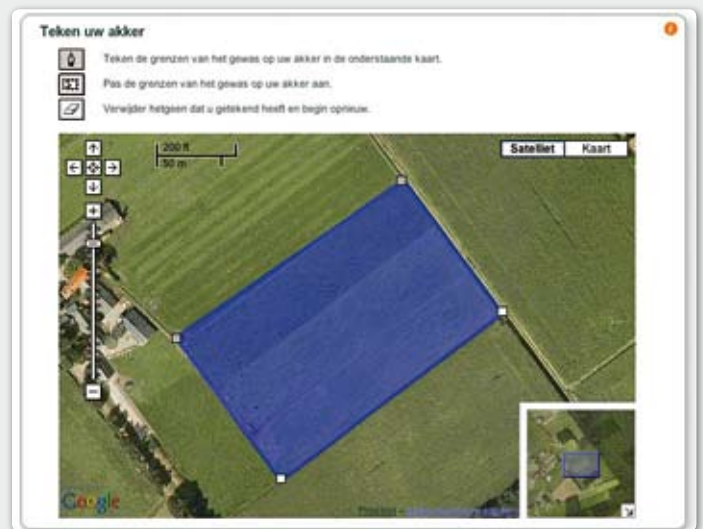 Teken uw akker
Teken de grenzen van het gewas op uw akker in de onderstaande kaart.
Pas de grenzen van het gewas op uw akker aan.
Verwijder hetgeen dat u getekend heeft en begin opnieuw.
200 ft
50 m
Satelliet
Kaart
Google